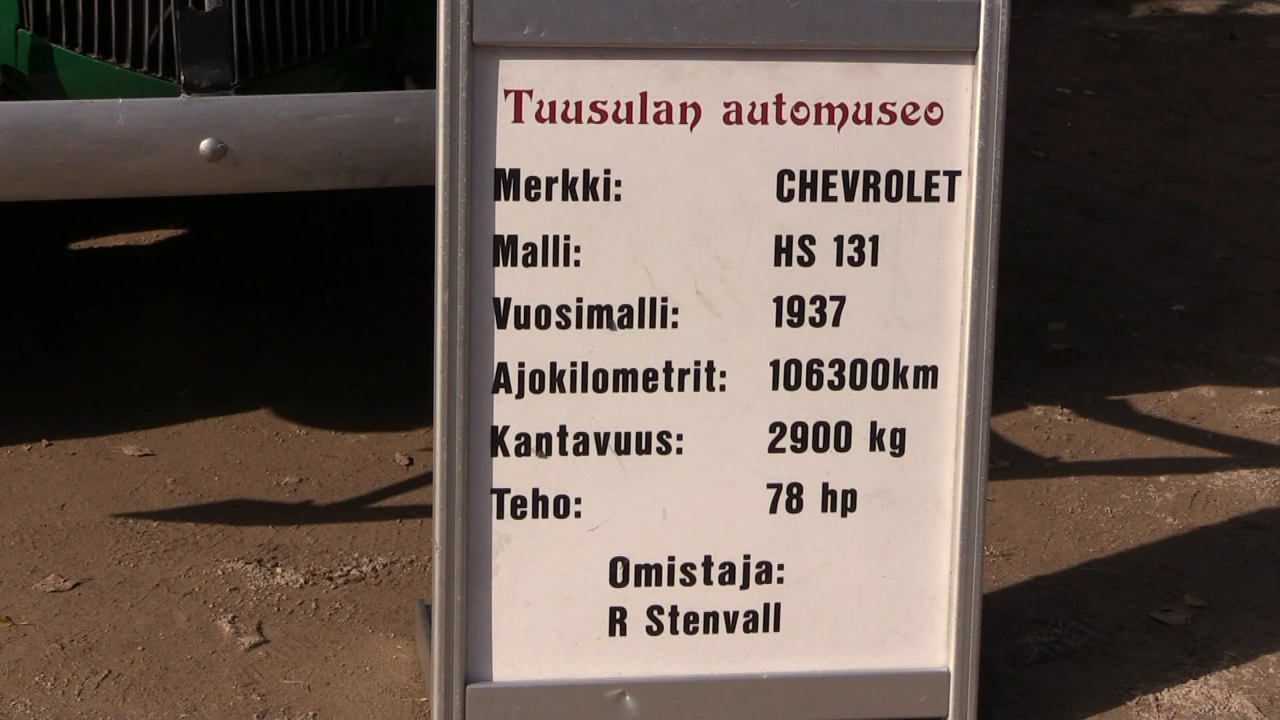 Tuusulan automuseo
Merkki: CHEVROLET
Malli: HS 131
Vuosimalli: 1937
Ajokilometrit: 106300km
Kantavuus: 2900 kg
Teho: 78 hp
Omistaja:
R Stenvall